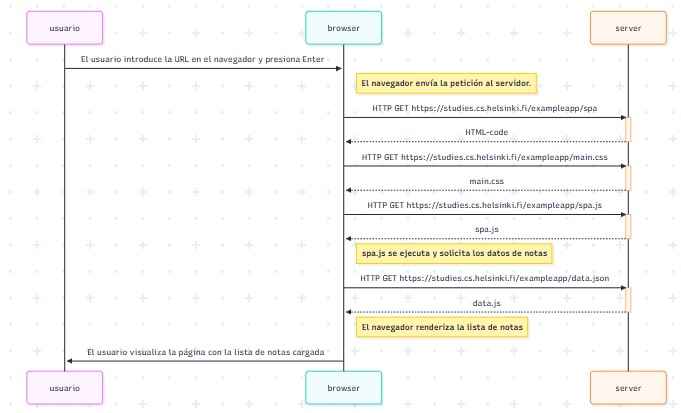 usuario
browser
server
El usuario introduce la URL en el navegador y presiona Enter
El navegador envía la petición al servidor.
HTTP GET https://studies.cs.helsinki.fi/exampleapp/spa
HTML-code
HTTP GET https://studies.cs.helsinki.fi/exampleapp/main.css
main.css
HTTP GET https://studies.cs.helsinki.fi/exampleapp/spa.js
spa.js
spa.js se ejecuta y solicita los datos de notas
HTTP GET https://studies.cs.helsinki.fi/exampleapp/data.json
data.js
El navegador renderiza la lista de notas
El usuario visualiza la página con la lista de notas cargada
usuario
browser
server